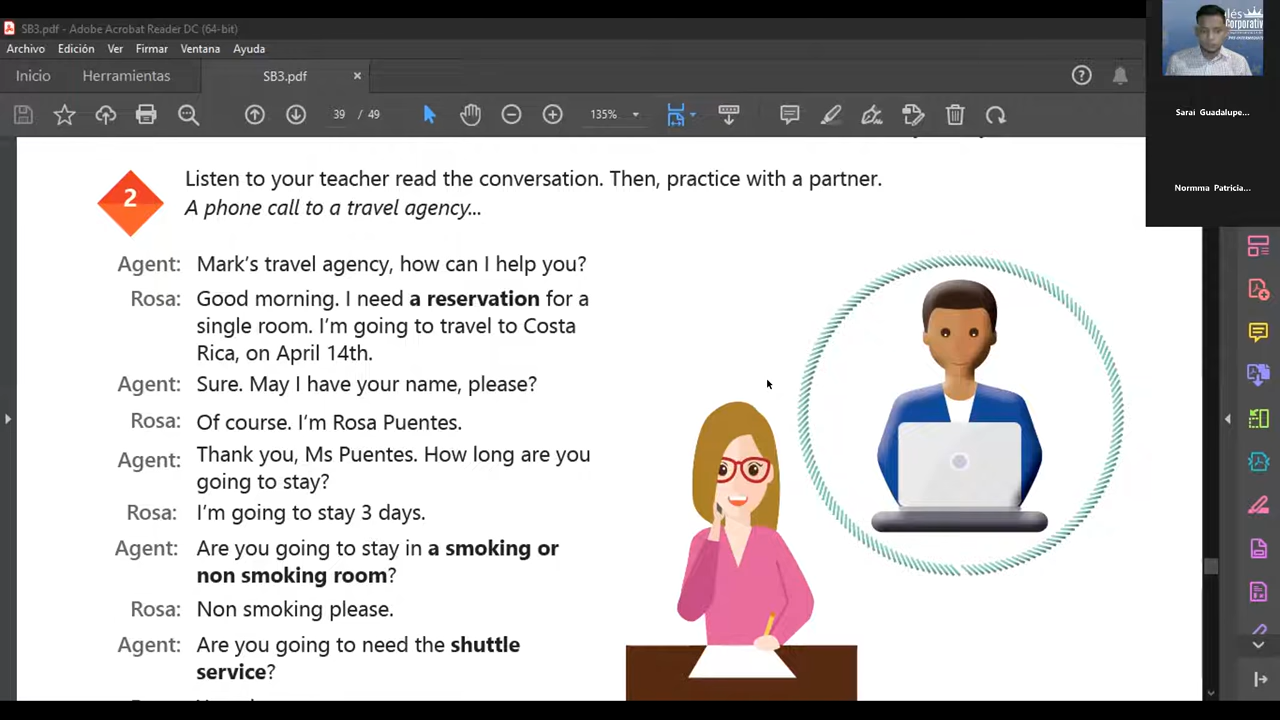 SB3.pdf - Adobe Acrobat Reader DC (64-bit)
Archivo Edición Ver Firmar Ventana Ayuda
Inicio Herramientas SB3.pdf ×
39 / 49 135%
lés
Corporativ
Sarai Guadalupe...
Normma Patricia...
2
Listen to your teacher read the conversation. Then, practice with a partner.
A phone call to a travel agency...
Agent: Mark's travel agency, how can I help you?
Rosa: Good morning. I need a reservation for a
single room. I'm going to travel to Costa
Rica, on April 14th.
Agent: Sure. May I have your name, please?
Rosa: Of course. I'm Rosa Puentes.
Agent: Thank you, Ms Puentes. How long are you
going to stay?
Rosa: I'm going to stay 3 days.
Agent: Are you going to stay in a smoking or
non smoking room?
Rosa: Non smoking please.
Agent: Are you going to need the shuttle
service?